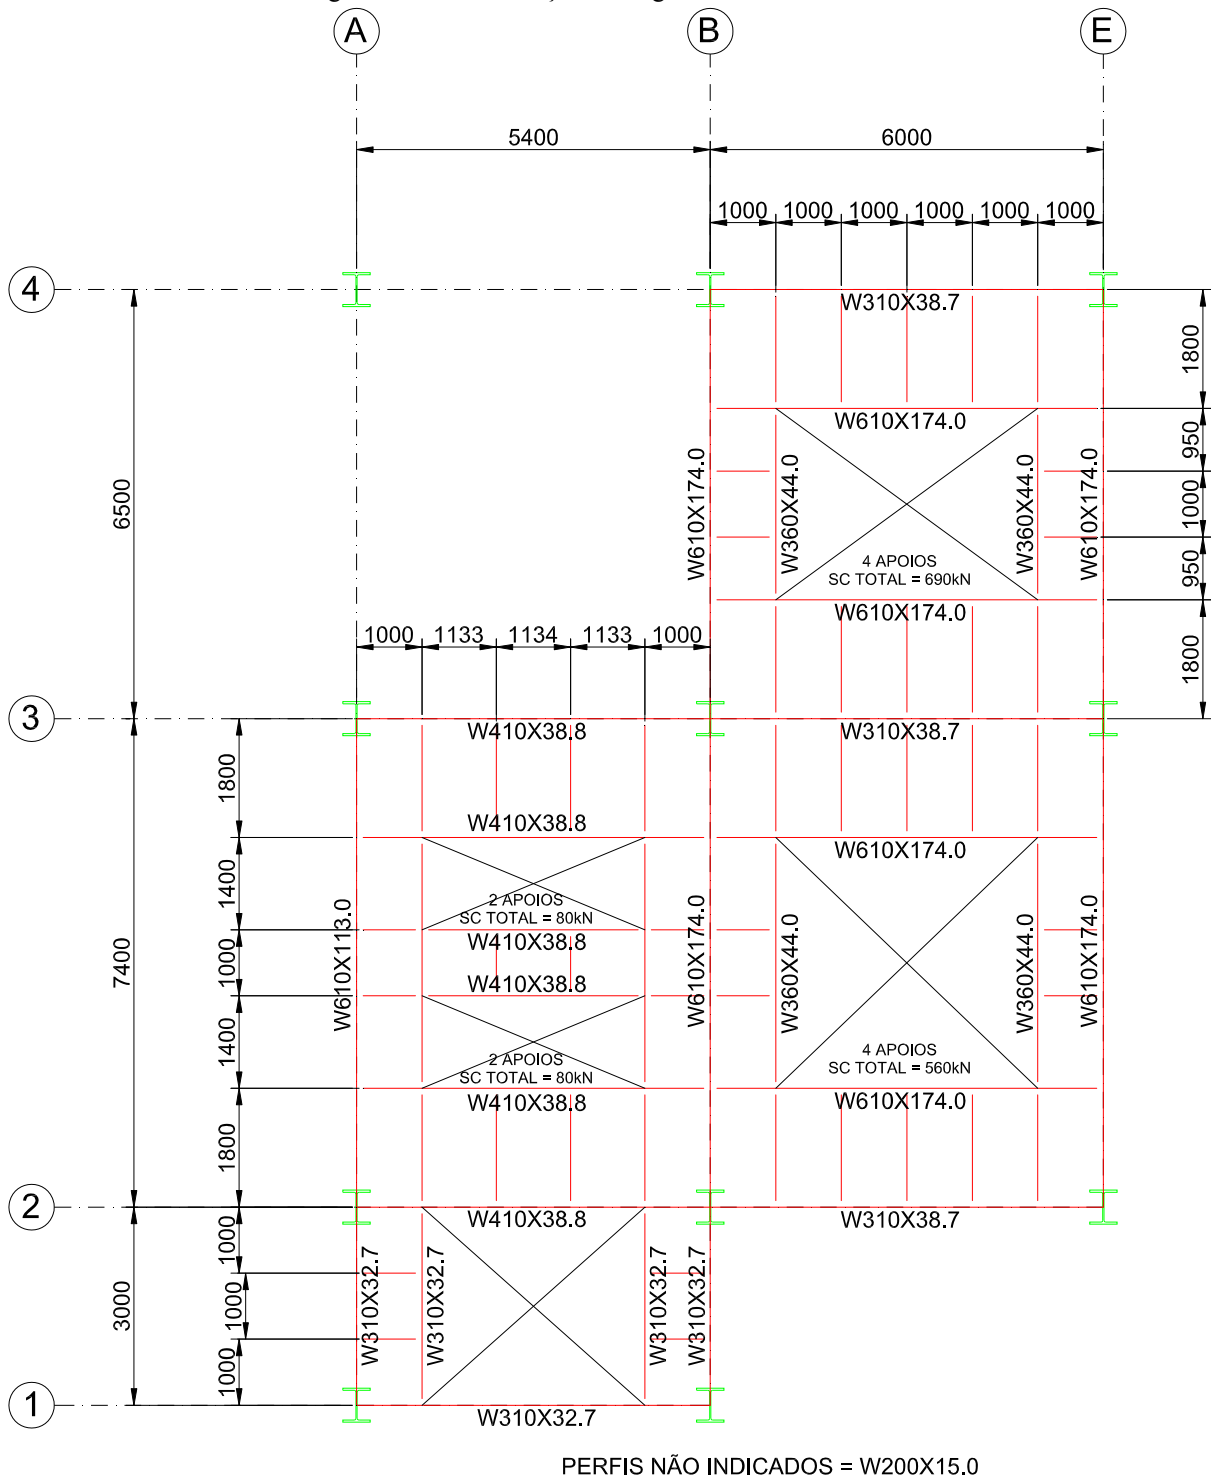 A
B
E
5400
6000
1000
1000
1000
1000
1000
1000
4
W310X38.7
1800
W610X174.0
950
W610X174.0
W360X44.0
W360X44.0
W610X174.0
1000
6500
4 APOIOS
SC TOTAL = 690kN
950
W610X174.0
1000
1133
1134
1133
1000
1800
3
W410X38.8
W310X38.7
1800
W410X38.8
W610X174.0
1400
2 APOIOS
SC TOTAL = 80kN
W410X38.8
W610X113.0
W610X174.0
W360X44.0
W360X44.0
W610X174.0
7400
1000
W410X38.8
1400
2 APOIOS
SC TOTAL = 80kN
4 APOIOS
SC TOTAL = 560kN
W410X38.8
W610X174.0
1800
2
W410X38.8
W310X38.7
1000
W310X32.7
W310X32.7
W310X32.7
W310X32.7
3000
1000
1000
1
W310X32.7
PERFIS NÃO INDICADOS = W200X15.0